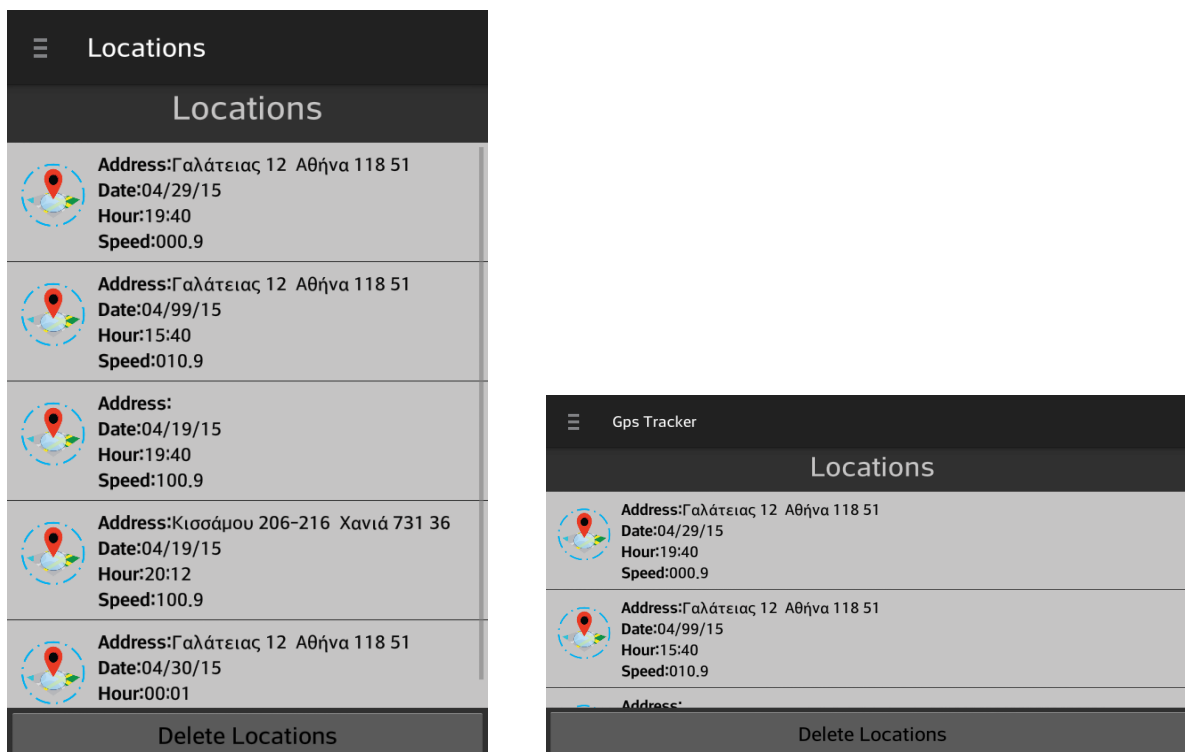 Locations
Locations
Address:Γαλάτειας 12  Αθήνα 118 51
Date:04/29/15
Hour:19:40
Speed:000.9
Address:Γαλάτειας 12  Αθήνα 118 51
Date:04/99/15
Hour:15:40
Speed:010.9
Address:
Date:04/19/15
Hour:19:40
Speed:100.9
Address:Κισσάμου 206-216  Χανιά 731 36
Date:04/19/15
Hour:20:12
Speed:100.9
Address:Γαλάτειας 12  Αθήνα 118 51
Date:04/30/15
Hour:00:01
Delete Locations
Gps Tracker
Locations
Address:Γαλάτειας 12  Αθήνα 118 51
Date:04/29/15
Hour:19:40
Speed:000.9
Address:Γαλάτειας 12  Αθήνα 118 51
Date:04/99/15
Hour:15:40
Speed:010.9
Address:
Delete Locations